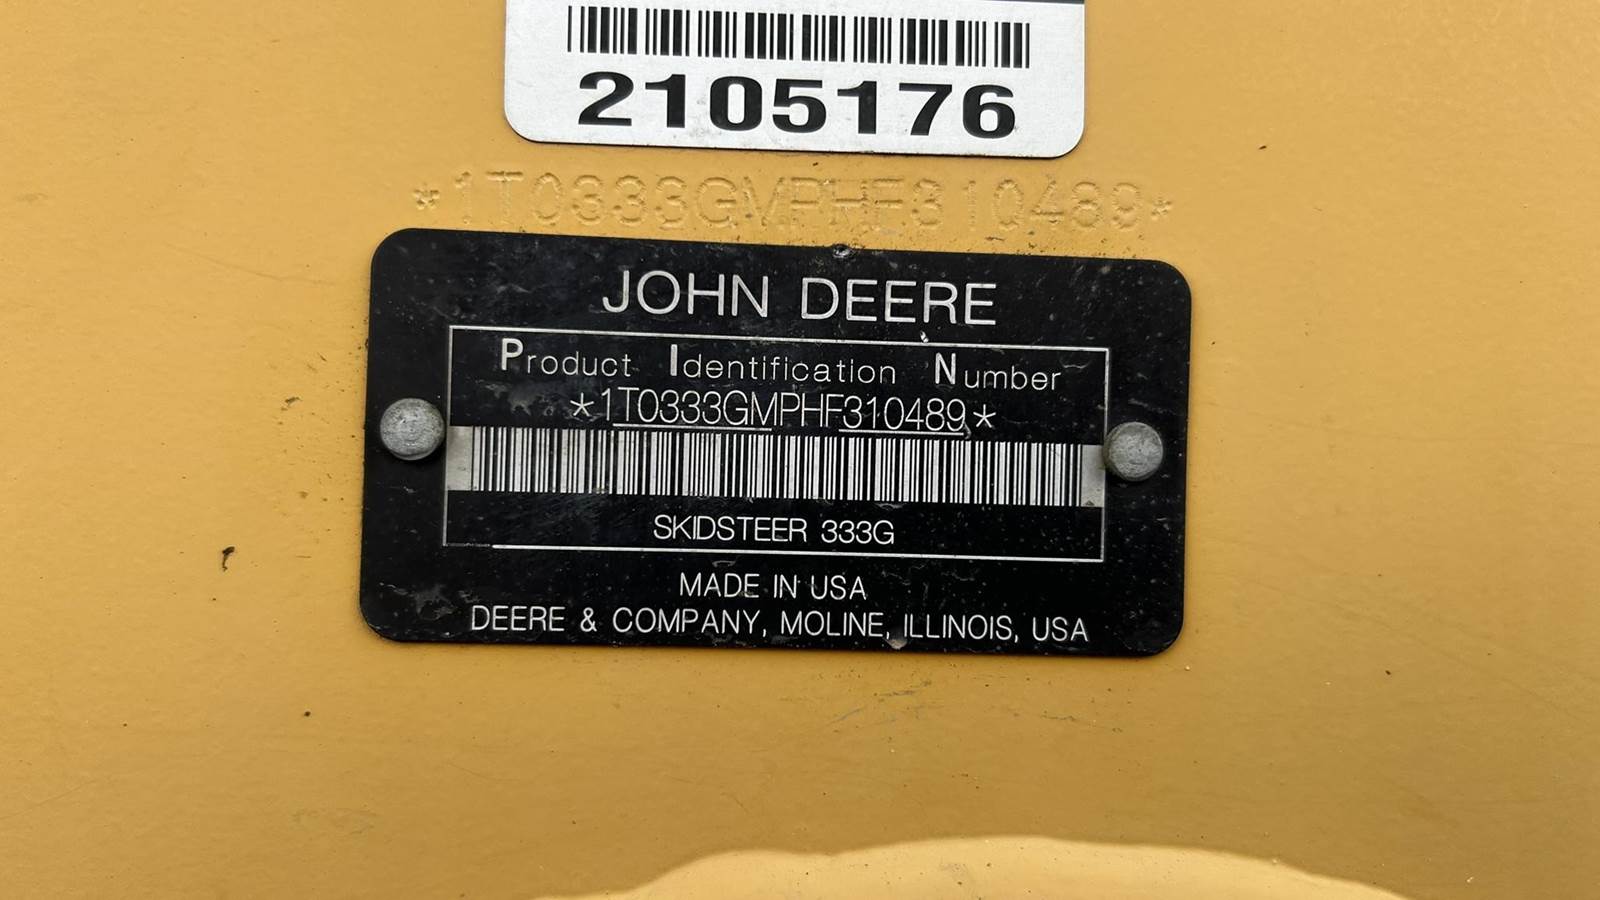 2105176
*1T0333GMPHF310489*
JOHN DEERE
Product Identification Number
*1T0333GMPHF310489*
SKIDSTEER 333G
MADE IN USA
DEERE & COMPANY, MOLINE, ILLINOIS, USA